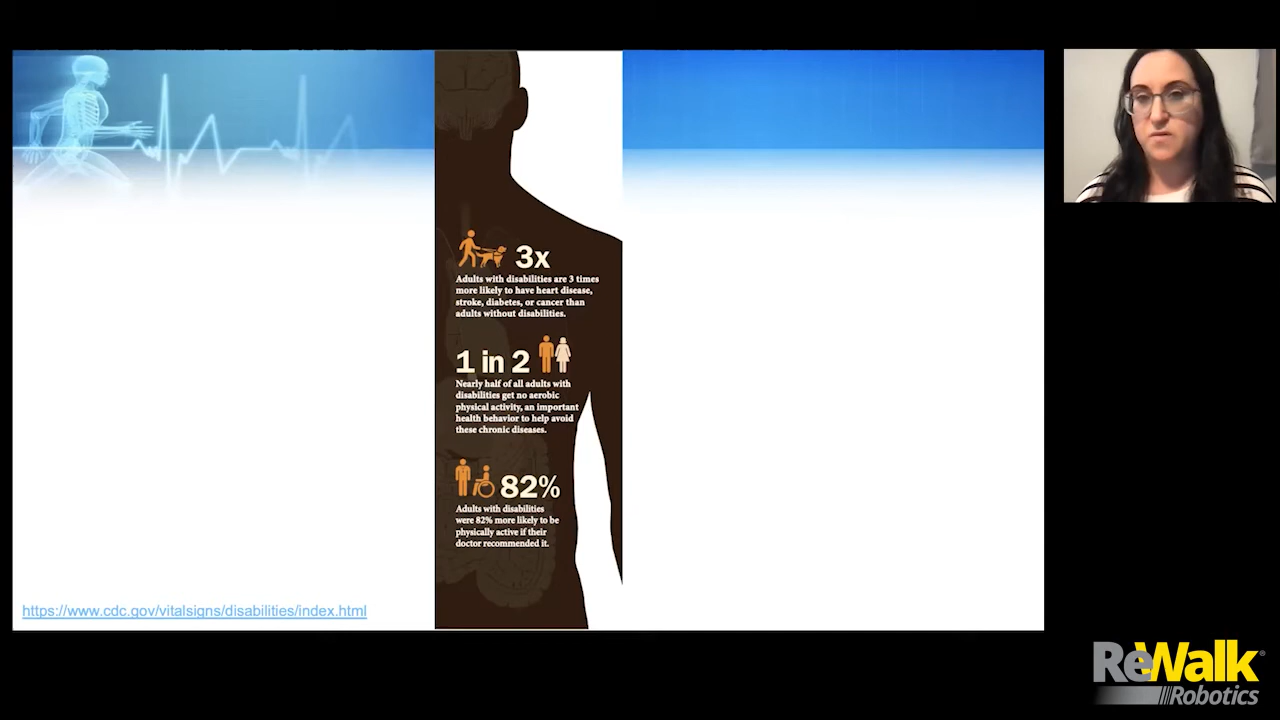 3x
Adults with disabilities are 3 times
more likely to have heart disease,
stroke, diabetes, or cancer than
adults without disabilities.
1 in 2
Nearly half of all adults with
disabilities get no aerobic
physical activity, an important
health behavior to help avoid
these chronic diseases.
82%
Adults with disabilities
were 82% more likely to be
physically active if their
doctor recommended it.
https://www.cdc.gov/vitalsigns/disabilities/index.html
ReWalk®
Robotics